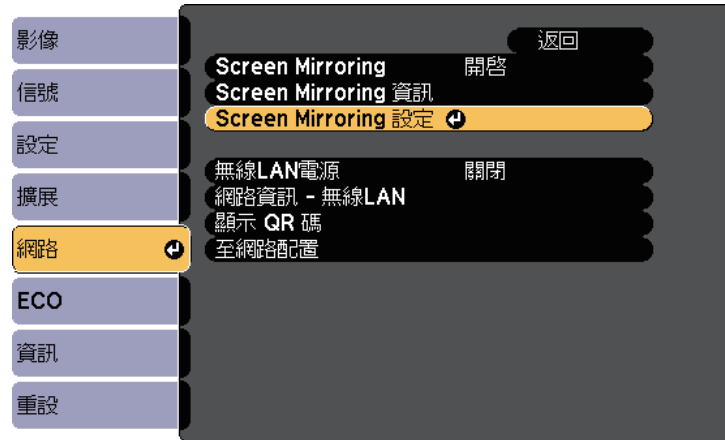 影像
信號
設定
擴展
網路
ECO
資訊
重設
返回
Screen Mirroring 開啓
Screen Mirroring 資訊
Screen Mirroring 設定
無線LAN電源 關閉
網路資訊 - 無線LAN
顯示 QR 碼
至網路配置